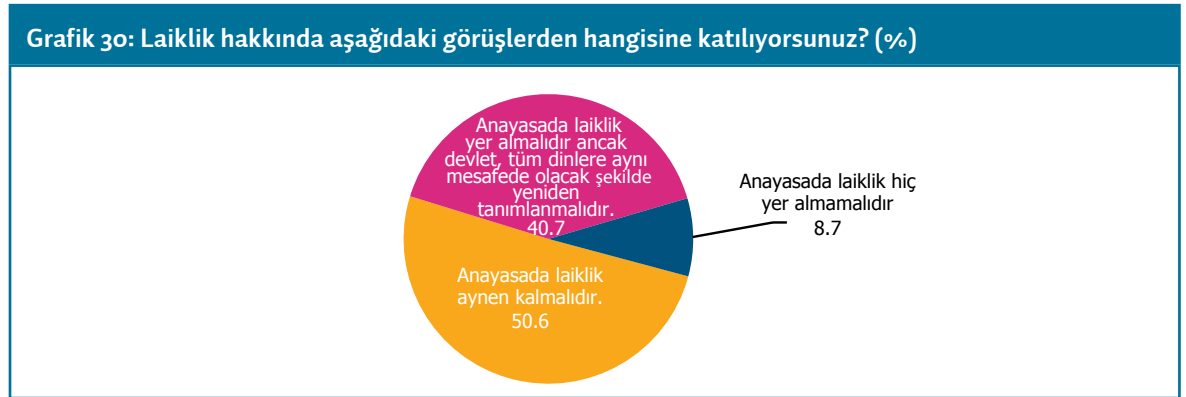 Grafik 30: Laiklik hakkında aşağıdaki görüşlerden hangisine katılıyorsunuz? (%)
Anayasada laiklik
yer almalıdır ancak
devlet, tüm dinlere aynı
mesafede olacak şekilde
yeniden
tanımlanmalıdır.
40.7
Anayasada laiklik hiç
yer almamalıdır
8.7
Anayasada laiklik
aynen kalmalıdır.
50.6